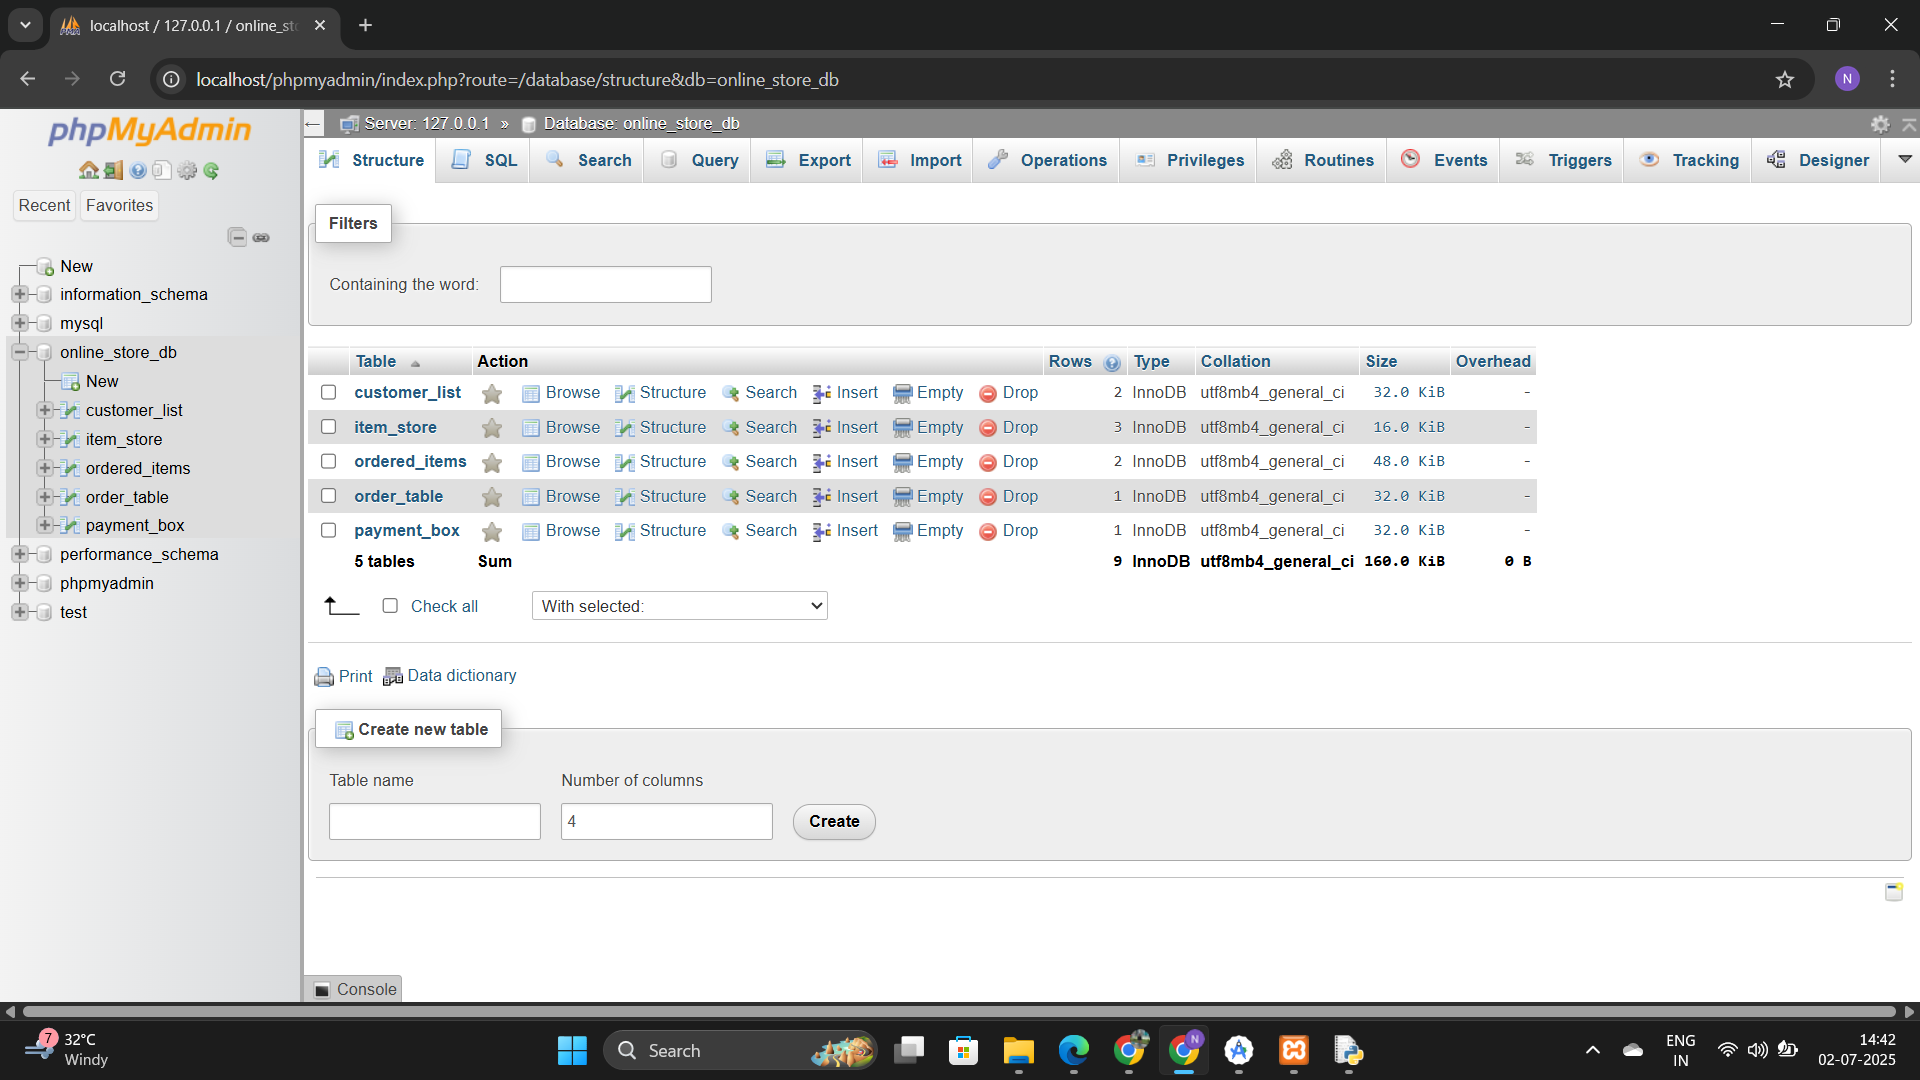 localhost / 127.0.0.1 / online_sto
localhost/phpmyadmin/index.php?route=/database/structure&db=online_store_db
N
phpMyAdmin
Recent
Favorites
New
information_schema
mysql
online_store_db
New
customer_list
item_store
ordered_items
order_table
payment_box
performance_schema
phpmyadmin
test
Server: 127.0.0.1 » Database: online_store_db
Structure SQL Search Query Export Import Operations Privileges Routines Events Triggers Tracking Designer
Filters
Containing the word:
Table Action Rows Type Collation Size Overhead
customer_list Browse Structure Search Insert Empty Drop 2 InnoDB utf8mb4_general_ci 32.0 KiB -
item_store Browse Structure Search Insert Empty Drop 3 InnoDB utf8mb4_general_ci 16.0 KiB -
ordered_items Browse Structure Search Insert Empty Drop 2 InnoDB utf8mb4_general_ci 48.0 KiB -
order_table Browse Structure Search Insert Empty Drop 1 InnoDB utf8mb4_general_ci 32.0 KiB -
payment_box Browse Structure Search Insert Empty Drop 1 InnoDB utf8mb4_general_ci 32.0 KiB -
5 tables Sum 9 InnoDB utf8mb4_general_ci 160.0 KiB 0 B
Check all With selected:
Print Data dictionary
Create new table
Table name Number of columns
4 Create
Console
7 32°C
Windy
Search
N
ENG
IN
14:42
02-07-2025